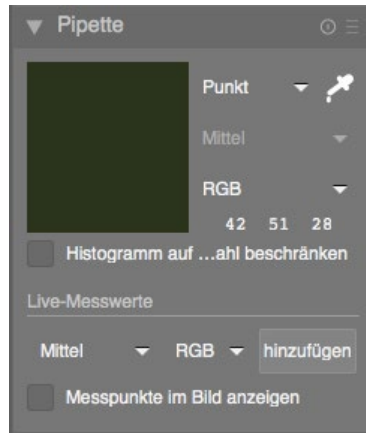 Pipette
Punkt
Mittel
RGB
42 51 28
Histogramm auf ...ahl beschränken
Live-Messwerte
Mittel RGB hinzufügen
Messpunkte im Bild anzeigen